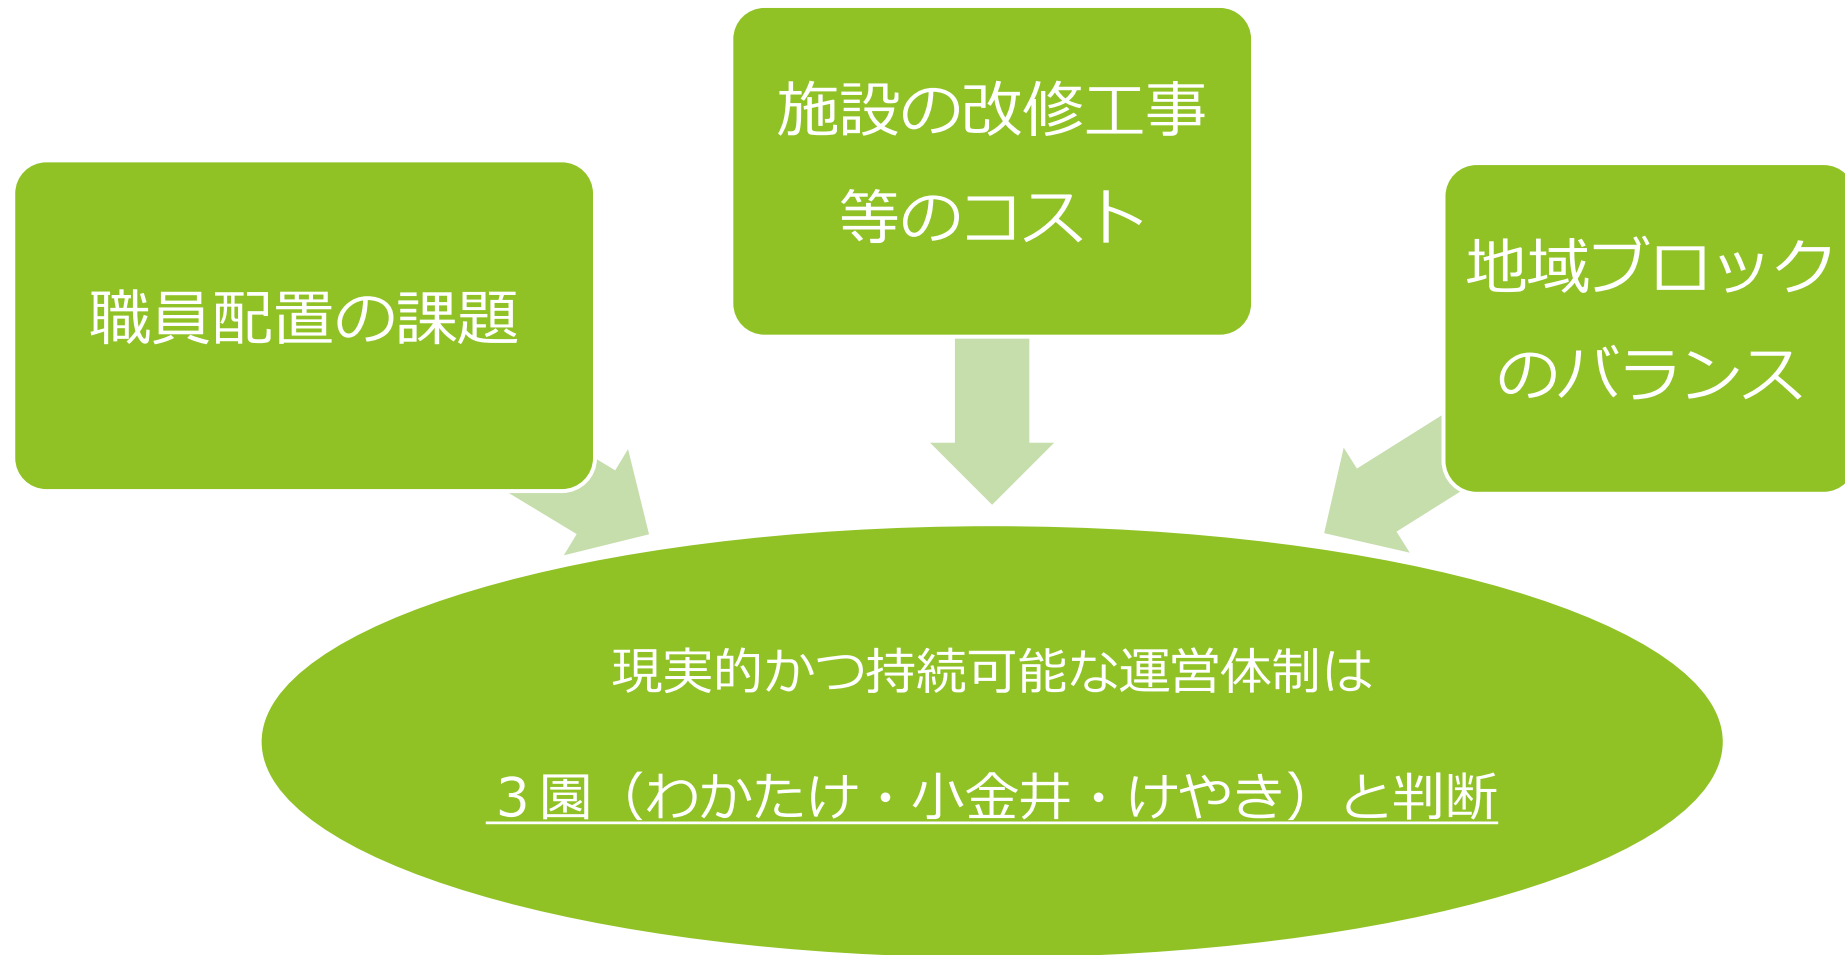 職員配置の課題
施設の改修工事
等のコスト
地域ブロック
のバランス
現実的かつ持続可能な運営体制は
３園（わかたけ・小金井・けやき）と判断